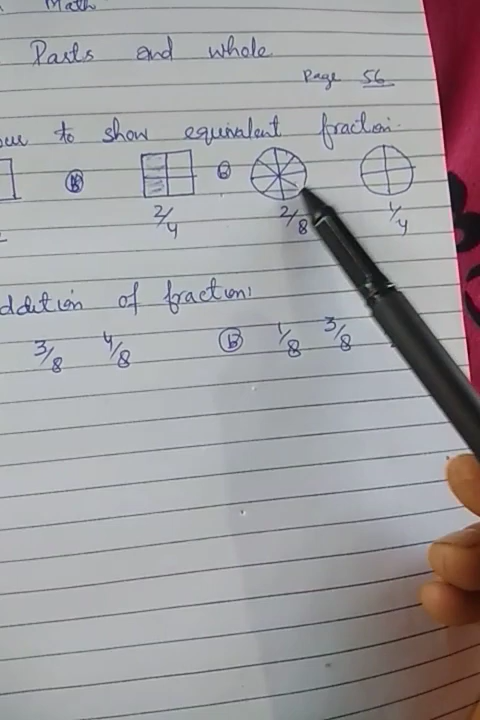 Math
Parts and whole
Page 56
to show equivalent fraction.
B
2/4 2/8 1/4
ddition of fraction:
3/8 4/8 B 1/8 3/8